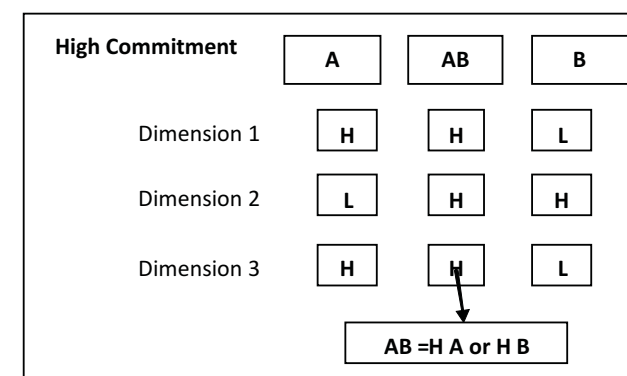 High Commitment A AB B
Dimension 1 H H L
Dimension 2 L H H
Dimension 3 H H L
AB =H A or H B